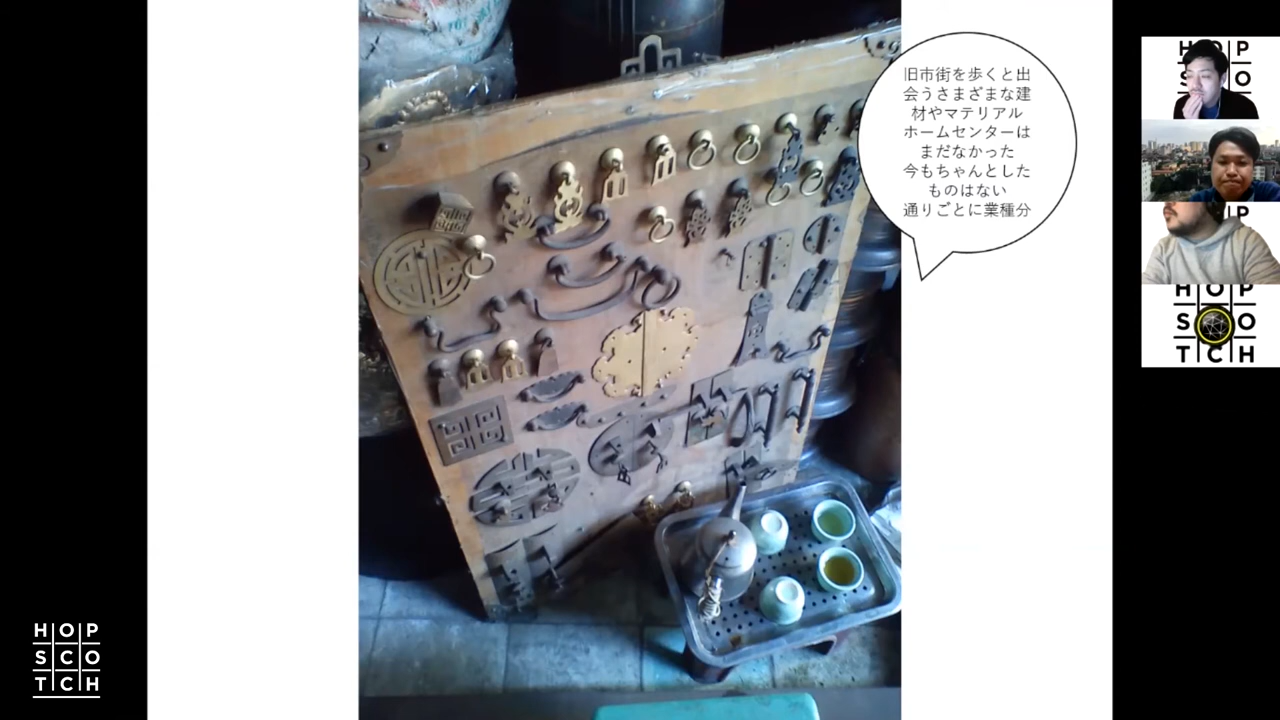 旧市街を歩くと出
会うさまざまな建
材やマテリアル
ホームセンターは
まだなかった
今もちゃんとした
ものはない
通りごとに業種分
HOP
SCO
TCH
HOP
S O
P
HOP
S O
TCH